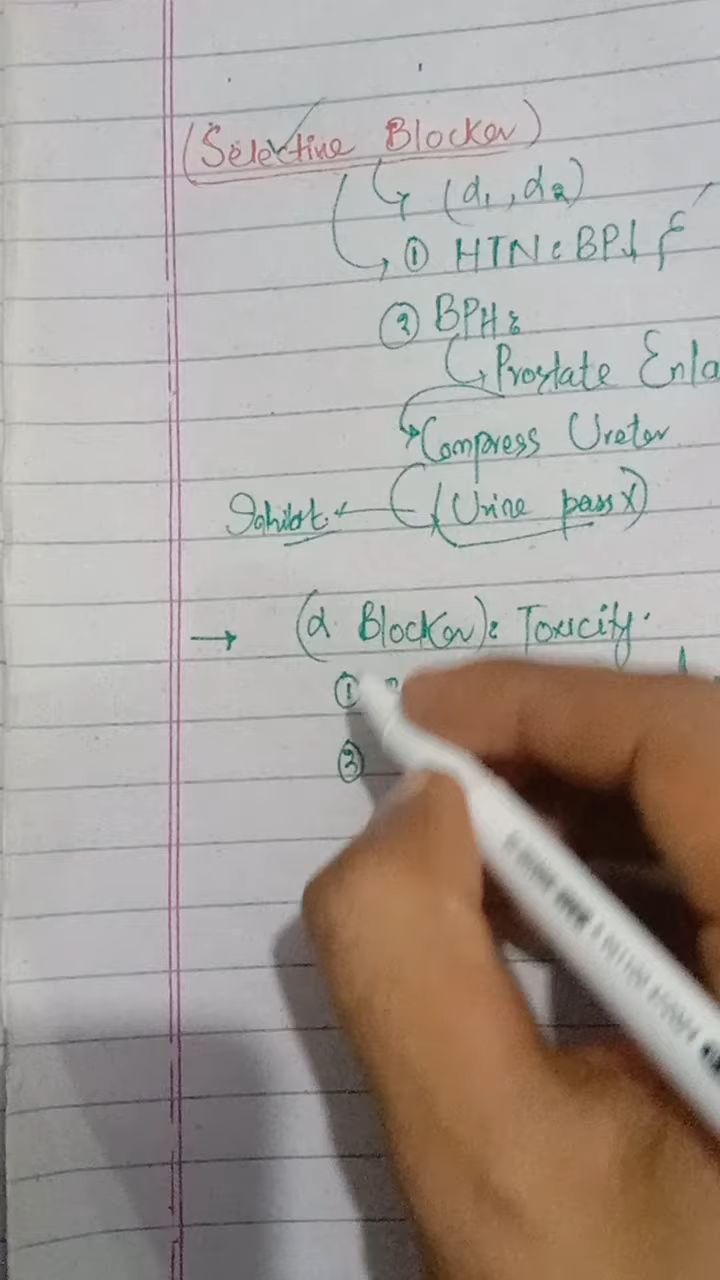 (Selective Blocker)
(α₁, α₂)
① HTN: BP↓
② BPH:
Prostate Enla
Compress Ureter
Inhibit. (Urine pass X)
→ (α Blocker): Toxicity.
①
②